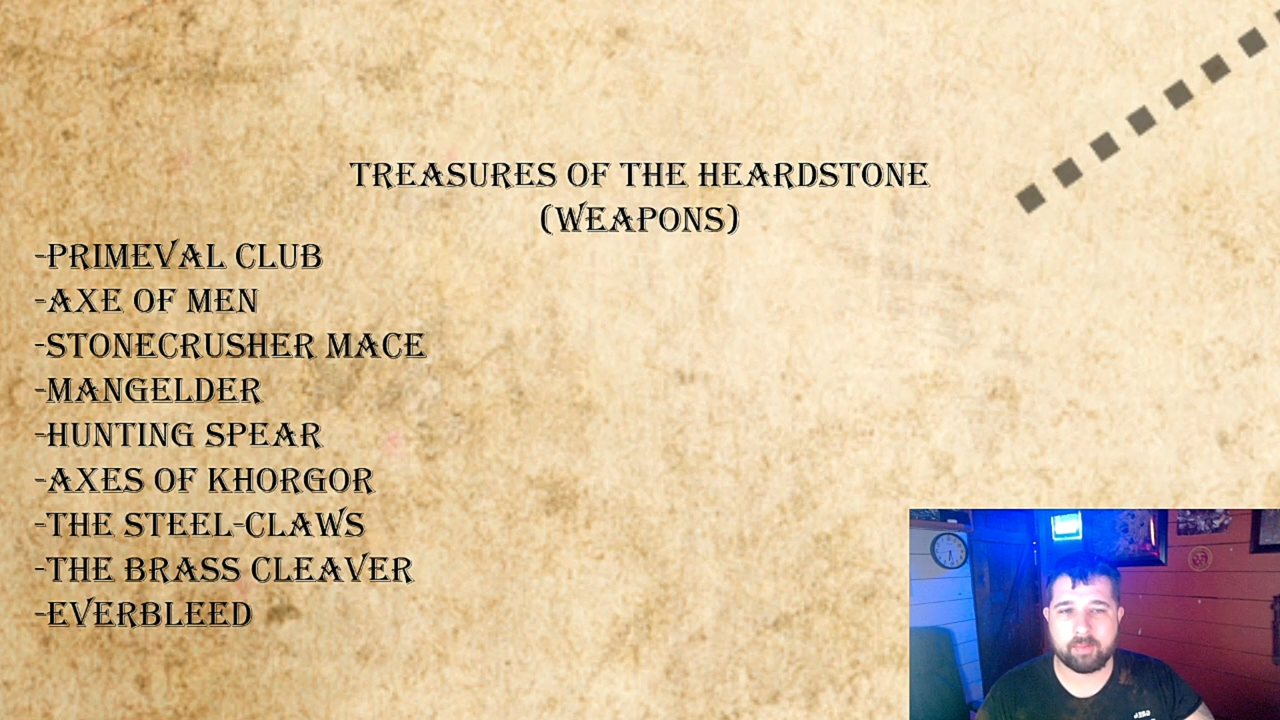 TREASURES OF THE HEARDSTONE
(WEAPONS)
-PRIMEVAL CLUB
-AXE OF MEN
-STONECRUSHER MACE
-MANGELDER
-HUNTING SPEAR
-AXES OF KHORGOR
-THE STEEL-CLAWS
-THE BRASS CLEAVER
-EVERBLEED